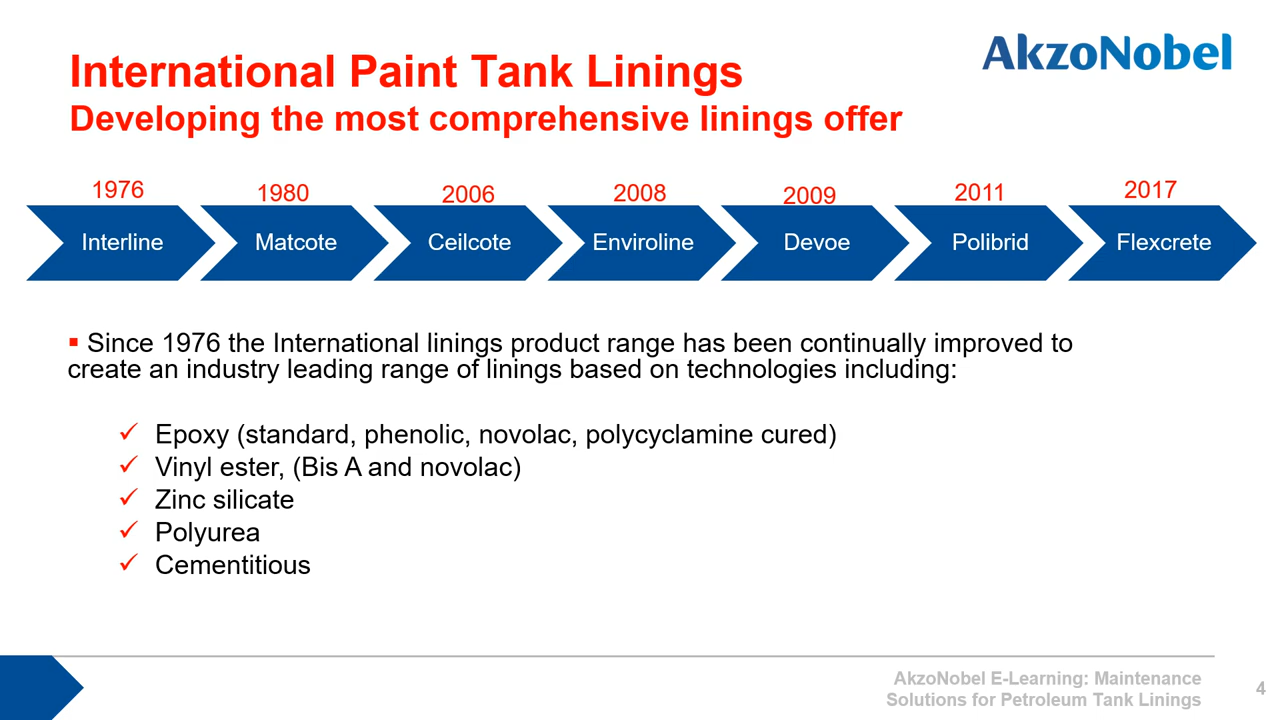 International Paint Tank Linings
AkzoNobel
Developing the most comprehensive linings offer
1976 1980 2006 2008 2009 2011 2017
Interline Matcote Ceilcote Enviroline Devoe Polibrid Flexcrete
▪ Since 1976 the International linings product range has been continually improved to
create an industry leading range of linings based on technologies including:
✓ Epoxy (standard, phenolic, novolac, polycyclamine cured)
✓ Vinyl ester, (Bis A and novolac)
✓ Zinc silicate
✓ Polyurea
✓ Cementitious
AkzoNobel E-Learning: Maintenance
Solutions for Petroleum Tank Linings
4